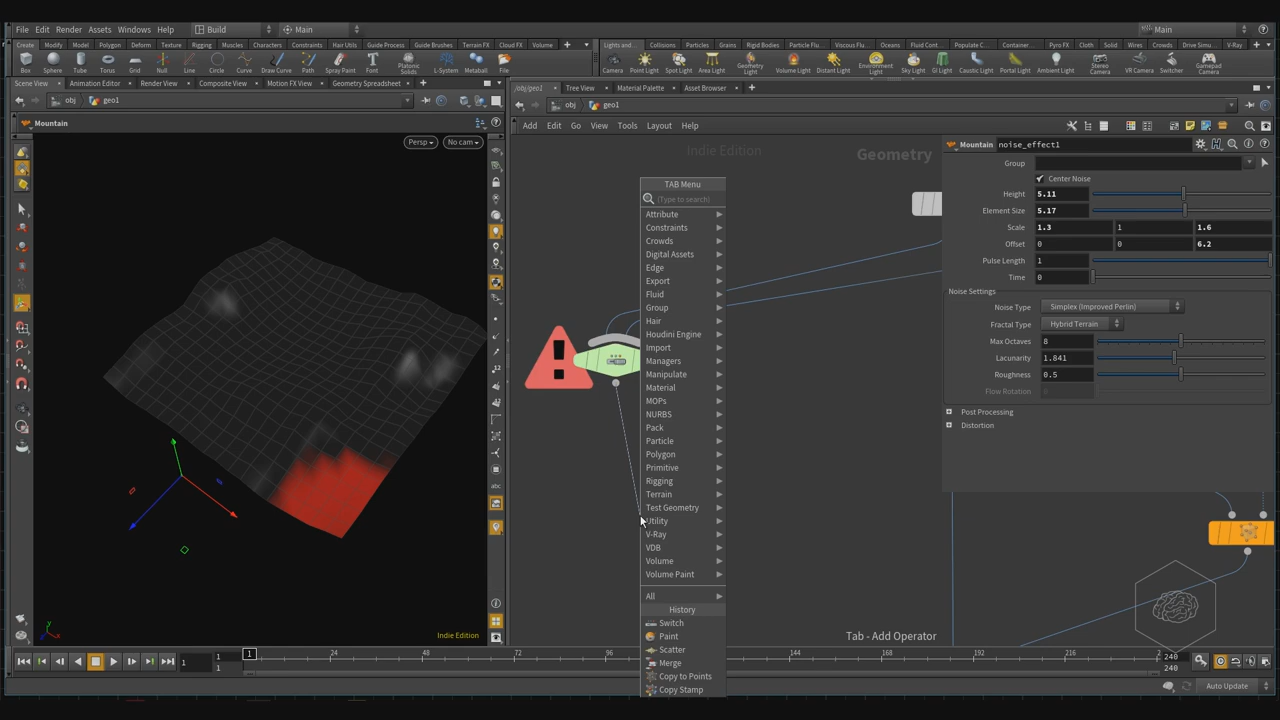 File Edit Render Assets Windows Help Build Main Main
Create Modify Model Polygon Deform Texture Rigging Muscles Characters Constraints Hair Utils Guide Process Guide Brushes Terrain FX Cloud FX Volume
Lights and... Collisions Particles Grains Rigid Bodies Particle Flu... Viscous Flu... Oceans Fluid Cont... Populate C... Container... Pyro FX Cloth Solid Wires Crowds Drive Simu... V-Ray
Box Sphere Tube Torus Grid Null Line Circle Curve Draw Curve Path Spray Paint Font Platonic Solids L-System Metaball File
Camera Point Light Spot Light Area Light Geometry Light Volume Light Distant Light Environment Light Sky Light GI Light Caustic Light Portal Light Ambient Light Stereo Camera VR Camera Switcher Gamepad Camera
Scene View Animation Editor Render View Composite View Motion FX View Geometry Spreadsheet
/obj/geo1 Tree View Material Palette Asset Browser
obj geo1
obj geo1
Mountain
Persp No cam
Add Edit Go View Tools Layout Help
Indie Edition
Geometry
Mountain noise_effect1
Group
Center Noise
Height 5.11
Element Size 5.17
Scale 1.3 1 1.6
Offset 0 0 6.2
Pulse Length 1
Time 0
Noise Settings
Noise Type Simplex (Improved Perlin)
Fractal Type Hybrid Terrain
Max Octaves 8
Lacunarity 1.841
Roughness 0.5
Flow Rotation
Post Processing
Distortion
TAB Menu
(Type to search)
Attribute
Constraints
Crowds
Digital Assets
Edge
Export
Fluid
Group
Hair
Houdini Engine
Import
Managers
Manipulate
Material
MOPs
NURBS
Pack
Particle
Polygon
Primitive
Rigging
Terrain
Test Geometry
Utility
V-Ray
VDB
Volume
Volume Paint
All
History
Switch
Paint
Scatter
Merge
Copy to Points
Copy Stamp
abc
y
x
Indie Edition
Tab - Add Operator
1 1 1 1 24 48 72 96 144 168 192 216 2 240 240
Auto Update